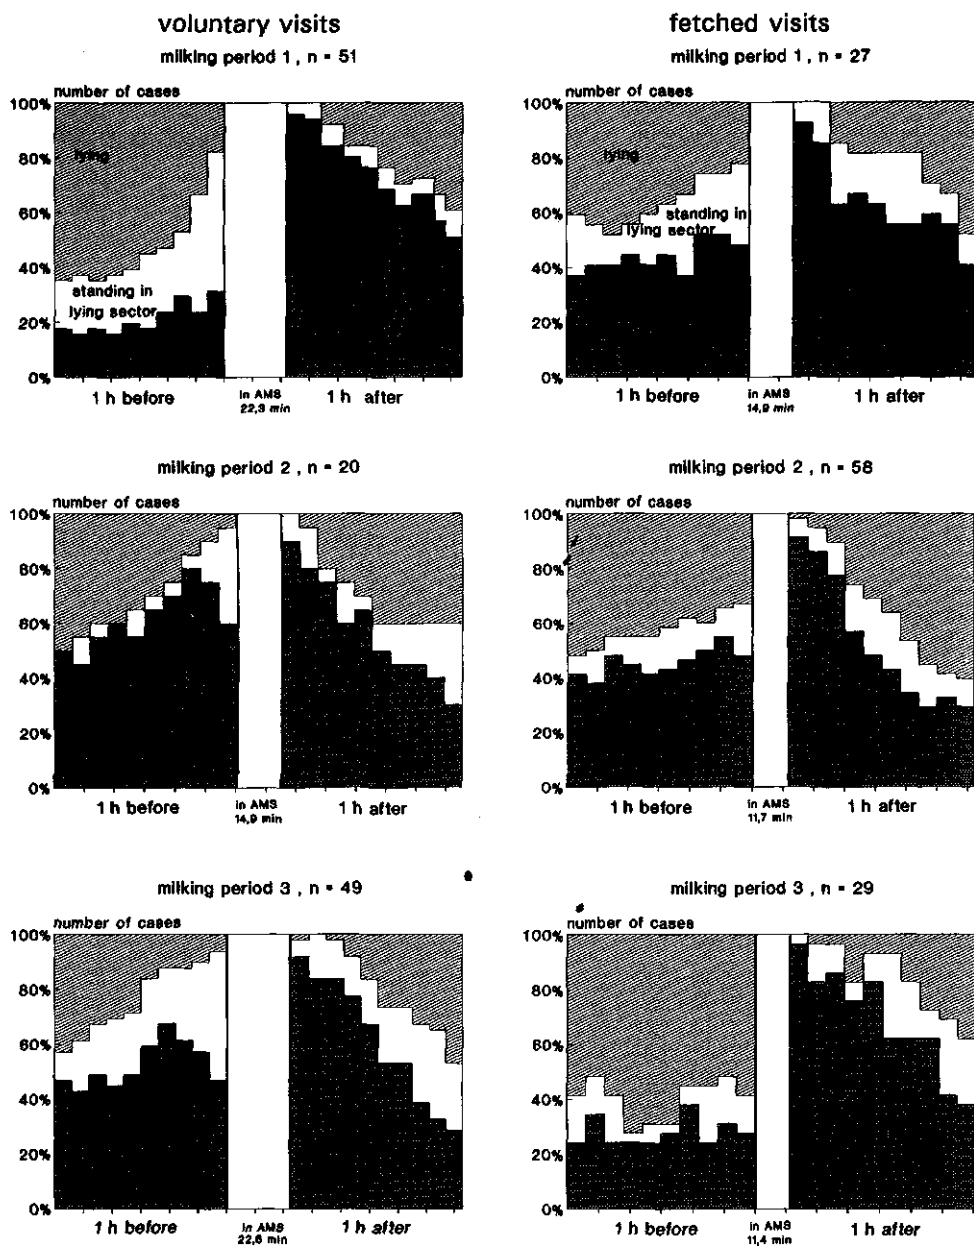 voluntary visits
milking period 1 , n = 51
number of cases
100%
80%
60%
40%
20%
0%
lying
standing in
lying sector
1 h before
in AMS
22,3 min
1 h after
fetched visits
milking period 1 , n = 27
number of cases
100%
80%
60%
40%
20%
0%
lying
standing in
lying sector
1 h before
in AMS
14,9 min
1 h after
milking period 2 , n = 20
number of cases
100%
80%
60%
40%
20%
0%
1 h before
in AMS
14,9 min
1 h after
milking period 2 , n = 58
number of cases
100%
80%
60%
40%
20%
0%
1 h before
in AMS
11,7 min
1 h after
milking period 3 , n = 49
number of cases
100%
80%
60%
40%
20%
0%
1 h before
in AMS
22,6 min
1 h after
milking period 3 , n = 29
number of cases
100%
80%
60%
40%
20%
0%
1 h before
in AMS
11,4 min
1 h after